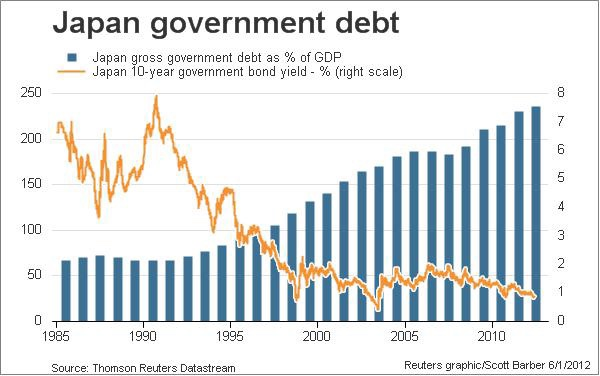 Japan government debt
Japan gross government debt as % of GDP
Japan 10-year government bond yield - % (right scale)
250 8
7
200
6
150 5
4
100
3
2
50
1
0 0
1985 1990 1995 2000 2005 2010
Source: Thomson Reuters Datastream
Reuters graphic/Scott Barber 6/1/2012